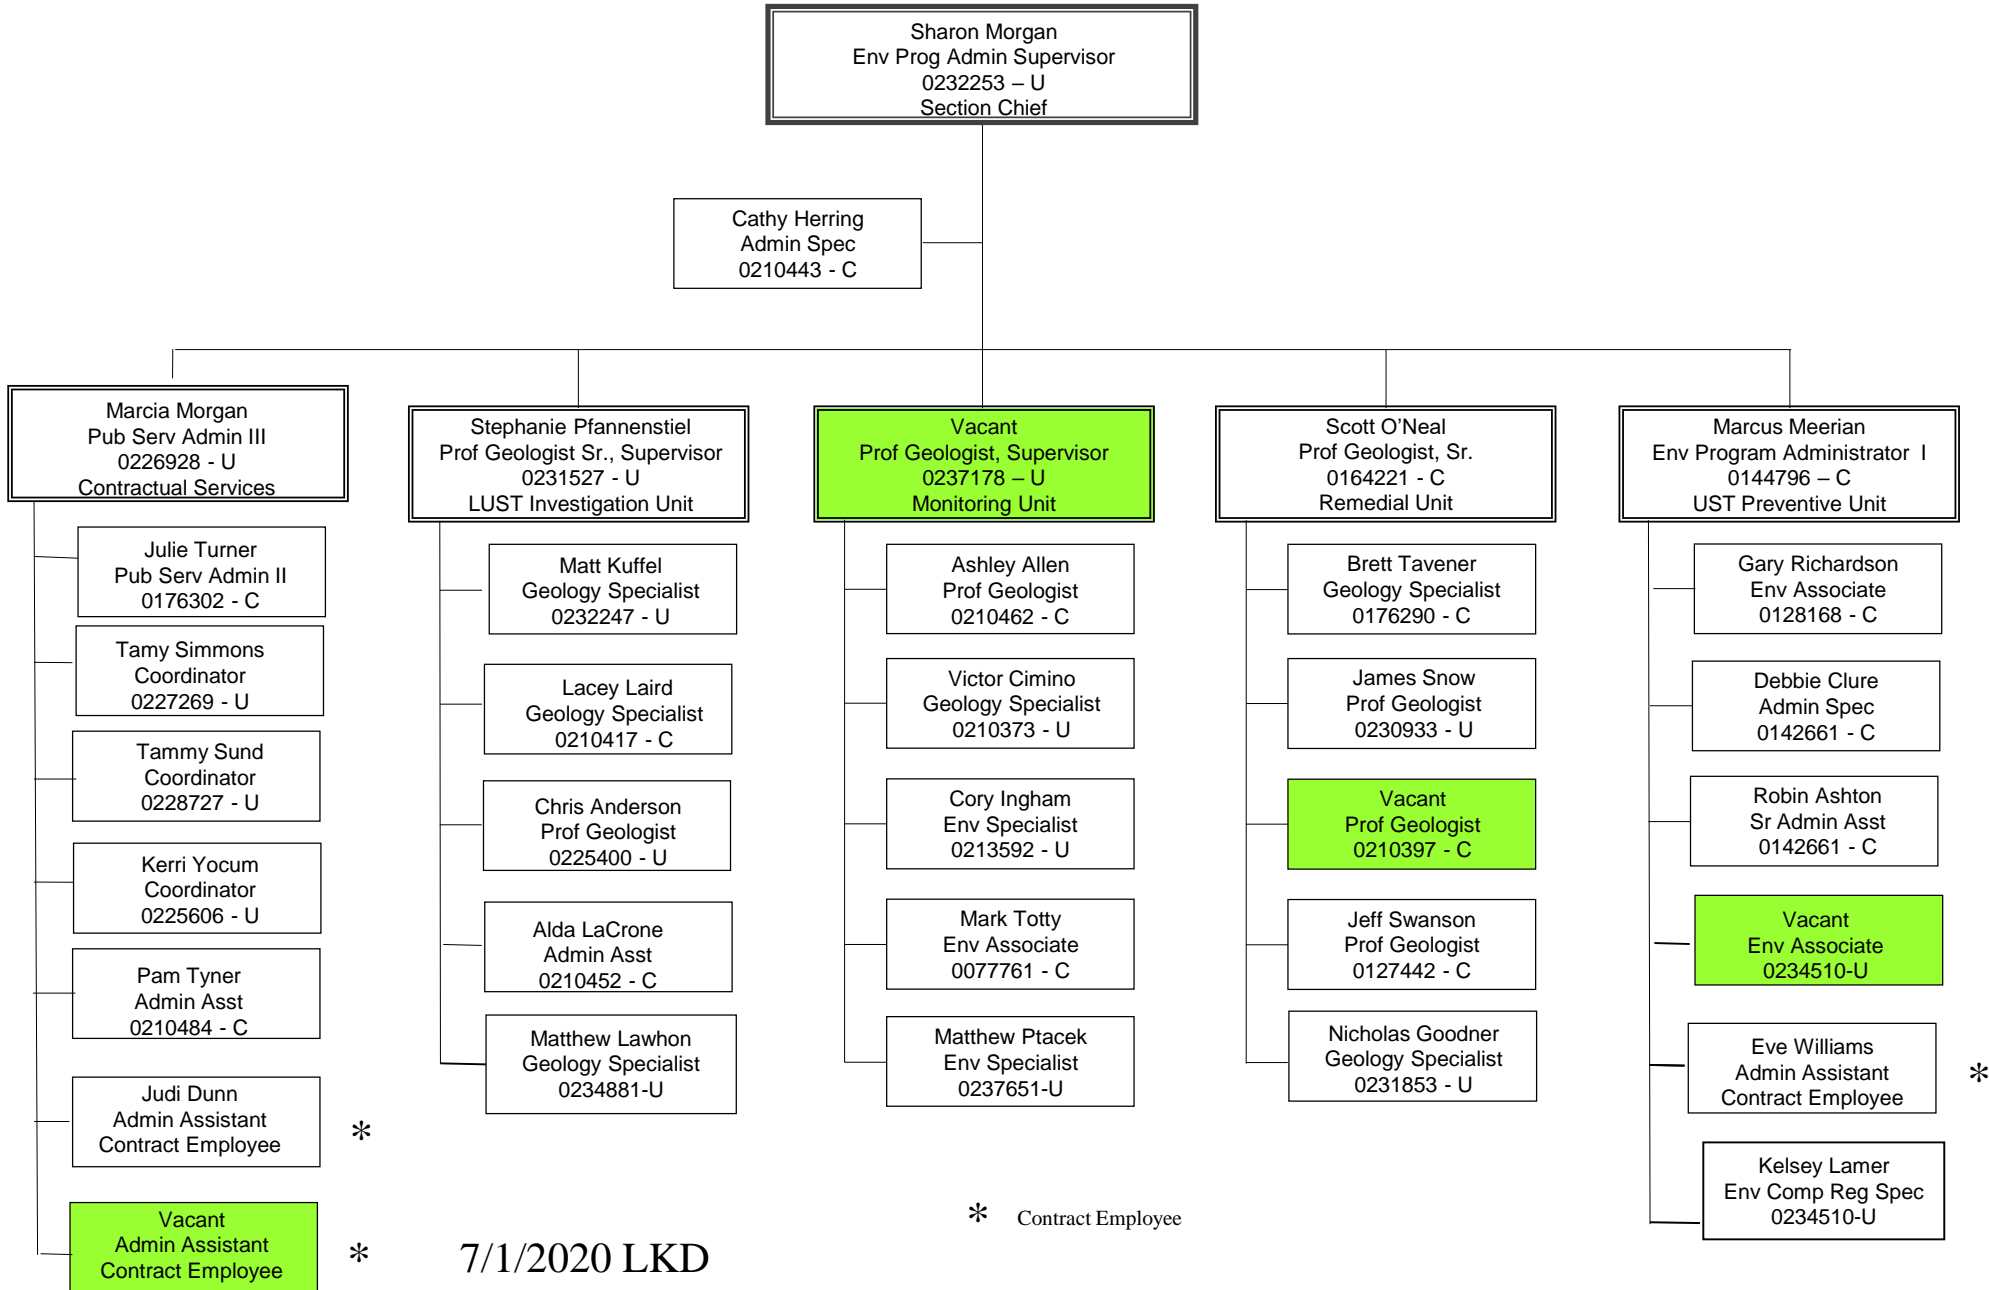 Sharon Morgan
Env Prog Admin Supervisor
0232253 – U
Section Chief
Cathy Herring
Admin Spec
0210443 - C
Marcia Morgan
Pub Serv Admin III
0226928 - U
Contractual Services
Julie Turner
Pub Serv Admin II
0176302 - C
Tamy Simmons
Coordinator
0227269 - U
Tammy Sund
Coordinator
0228727 - U
Kerri Yocum
Coordinator
0225606 - U
Pam Tyner
Admin Asst
0210484 - C
Judi Dunn
Admin Assistant
Contract Employee
*
Vacant
Admin Assistant
Contract Employee
*
Stephanie Pfannenstiel
Prof Geologist Sr., Supervisor
0231527 - U
LUST Investigation Unit
Matt Kuffel
Geology Specialist
0232247 - U
Lacey Laird
Geology Specialist
0210417 - C
Chris Anderson
Prof Geologist
0225400 - U
Alda LaCrone
Admin Asst
0210452 - C
Matthew Lawhon
Geology Specialist
0234881-U
Vacant
Prof Geologist, Supervisor
0237178 – U
Monitoring Unit
Ashley Allen
Prof Geologist
0210462 - C
Victor Cimino
Geology Specialist
0210373 - U
Cory Ingham
Env Specialist
0213592 - U
Mark Totty
Env Associate
0077761 - C
Matthew Ptacek
Env Specialist
0237651-U
Scott O’Neal
Prof Geologist, Sr.
0164221 - C
Remedial Unit
Brett Tavener
Geology Specialist
0176290 - C
James Snow
Prof Geologist
0230933 - U
Vacant
Prof Geologist
0210397 - C
Jeff Swanson
Prof Geologist
0127442 - C
Nicholas Goodner
Geology Specialist
0231853 - U
Marcus Meerian
Env Program Administrator I
0144796 – C
UST Preventive Unit
Gary Richardson
Env Associate
0128168 - C
Debbie Clure
Admin Spec
0142661 - C
Robin Ashton
Sr Admin Asst
0142661 - C
Vacant
Env Associate
0234510-U
Eve Williams
Admin Assistant
Contract Employee
*
Kelsey Lamer
Env Comp Reg Spec
0234510-U
* Contract Employee
7/1/2020 LKD